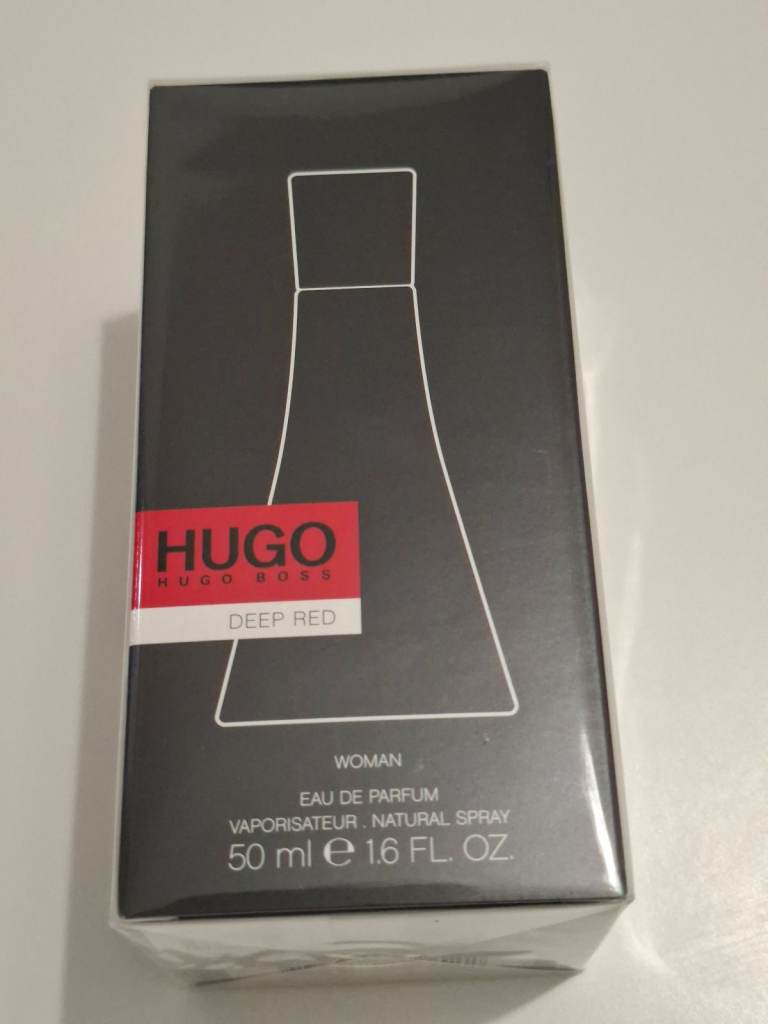 HUGO
HUGO BOSS
DEEP RED
WOMAN
EAU DE PARFUM
VAPORISATEUR . NATURAL SPRAY
50 ml ℮ 1.6 FL. OZ.